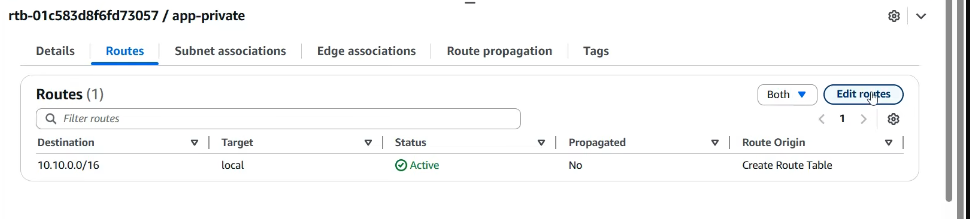 rtb-01c583d8f6fd73057 / app-private
Details Routes Subnet associations Edge associations Route propagation Tags
Routes (1) Both Edit routes
Filter routes 1
Destination Target Status Propagated Route Origin
10.10.0.0/16 local Active No Create Route Table